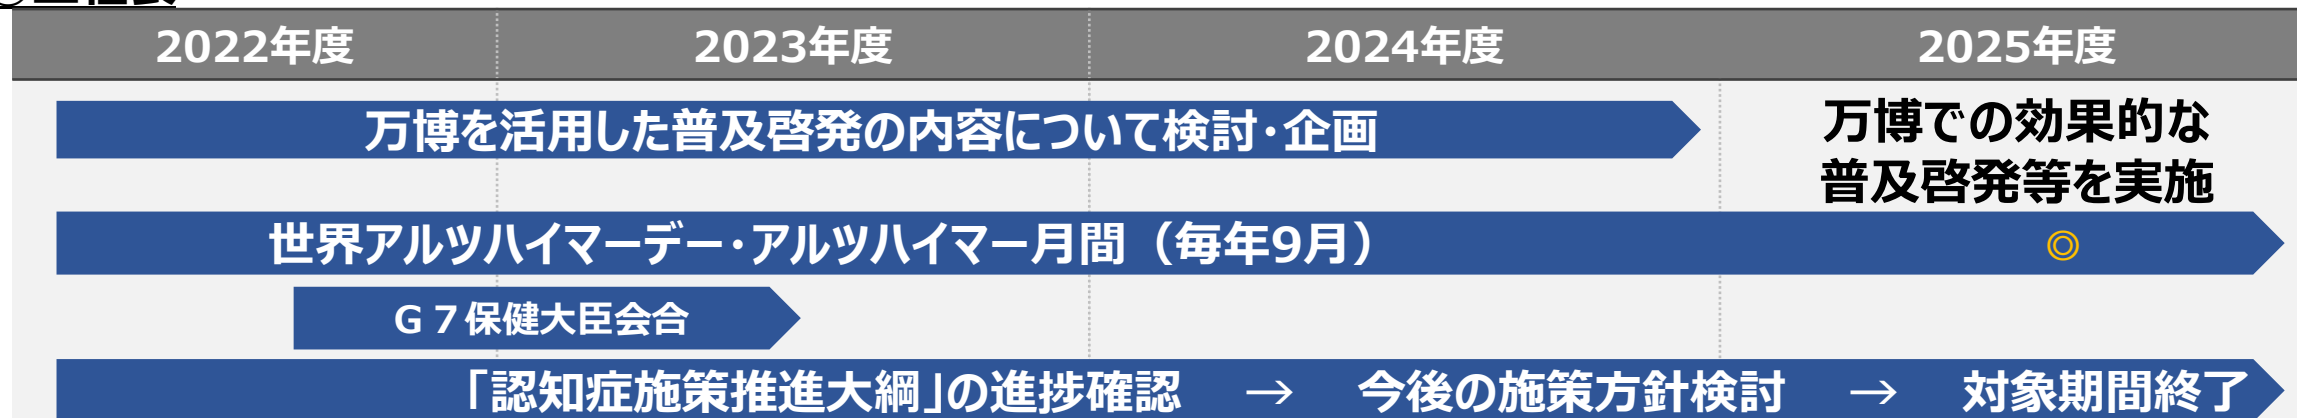 2022年度 2023年度 2024年度 2025年度
万博を活用した普及啓発の内容について検討・企画
万博での効果的な
普及啓発等を実施
世界アルツハイマーデー・アルツハイマー月間（毎年9月） ◎
Ｇ７保健大臣会合
「認知症施策推進大綱」の進捗確認 → 今後の施策方針検討 → 対象期間終了